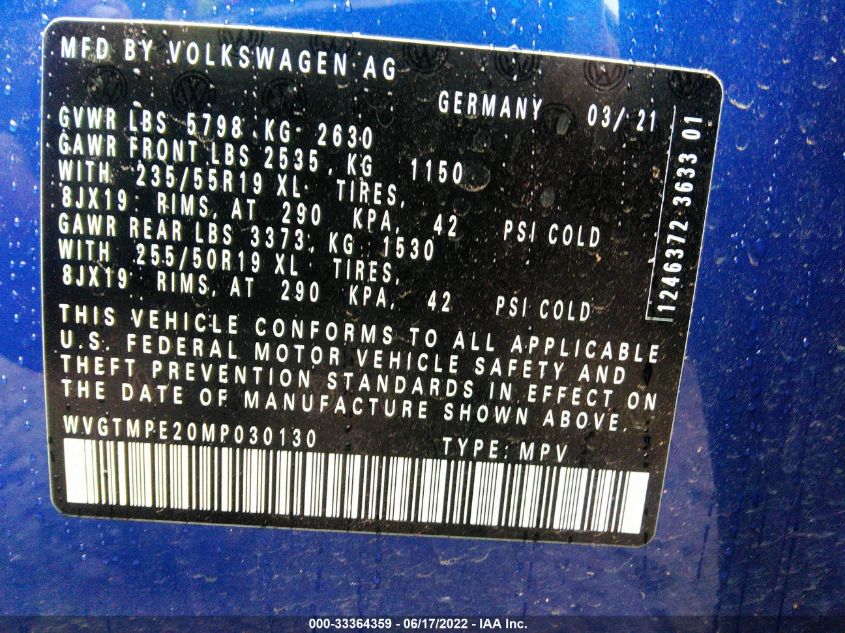 MFD BY VOLKSWAGEN AG
GERMANY 03/ 21
GVWR LBS 5798 KG 2630
GAWR FRONT LBS 2535, KG 1150
WITH 235/55R19 XL TIRES,
8JX19 RIMS, AT 290 KPA, 42 PSI COLD
GAWR REAR LBS 3373, KG 1530
WITH 255/50R19 XL TIRES,
8JX19 RIMS, AT 290 KPA, 42 PSI COLD
THIS VEHICLE CONFORMS TO ALL APPLICABLE
U.S. FEDERAL MOTOR VEHICLE SAFETY AND
THEFT PREVENTION STANDARDS IN EFFECT ON
THE DATE OF MANUFACTURE SHOWN ABOVE.
WVGTMPE20MP030130 TYPE: MPV
1246372 3633 01
000-33364359 - 06/17/2022 - IAA Inc.